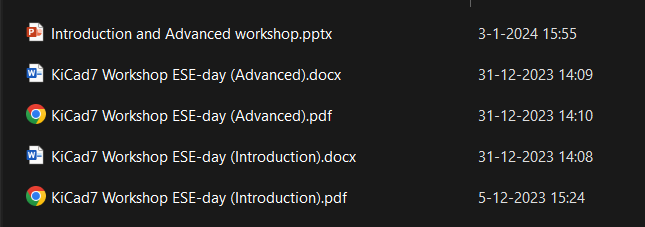 Introduction and Advanced workshop.pptx 3-1-2024 15:55
KiCad7 Workshop ESE-day (Advanced).docx 31-12-2023 14:09
KiCad7 Workshop ESE-day (Advanced).pdf 31-12-2023 14:10
KiCad7 Workshop ESE-day (Introduction).docx 31-12-2023 14:08
KiCad7 Workshop ESE-day (Introduction).pdf 5-12-2023 15:24